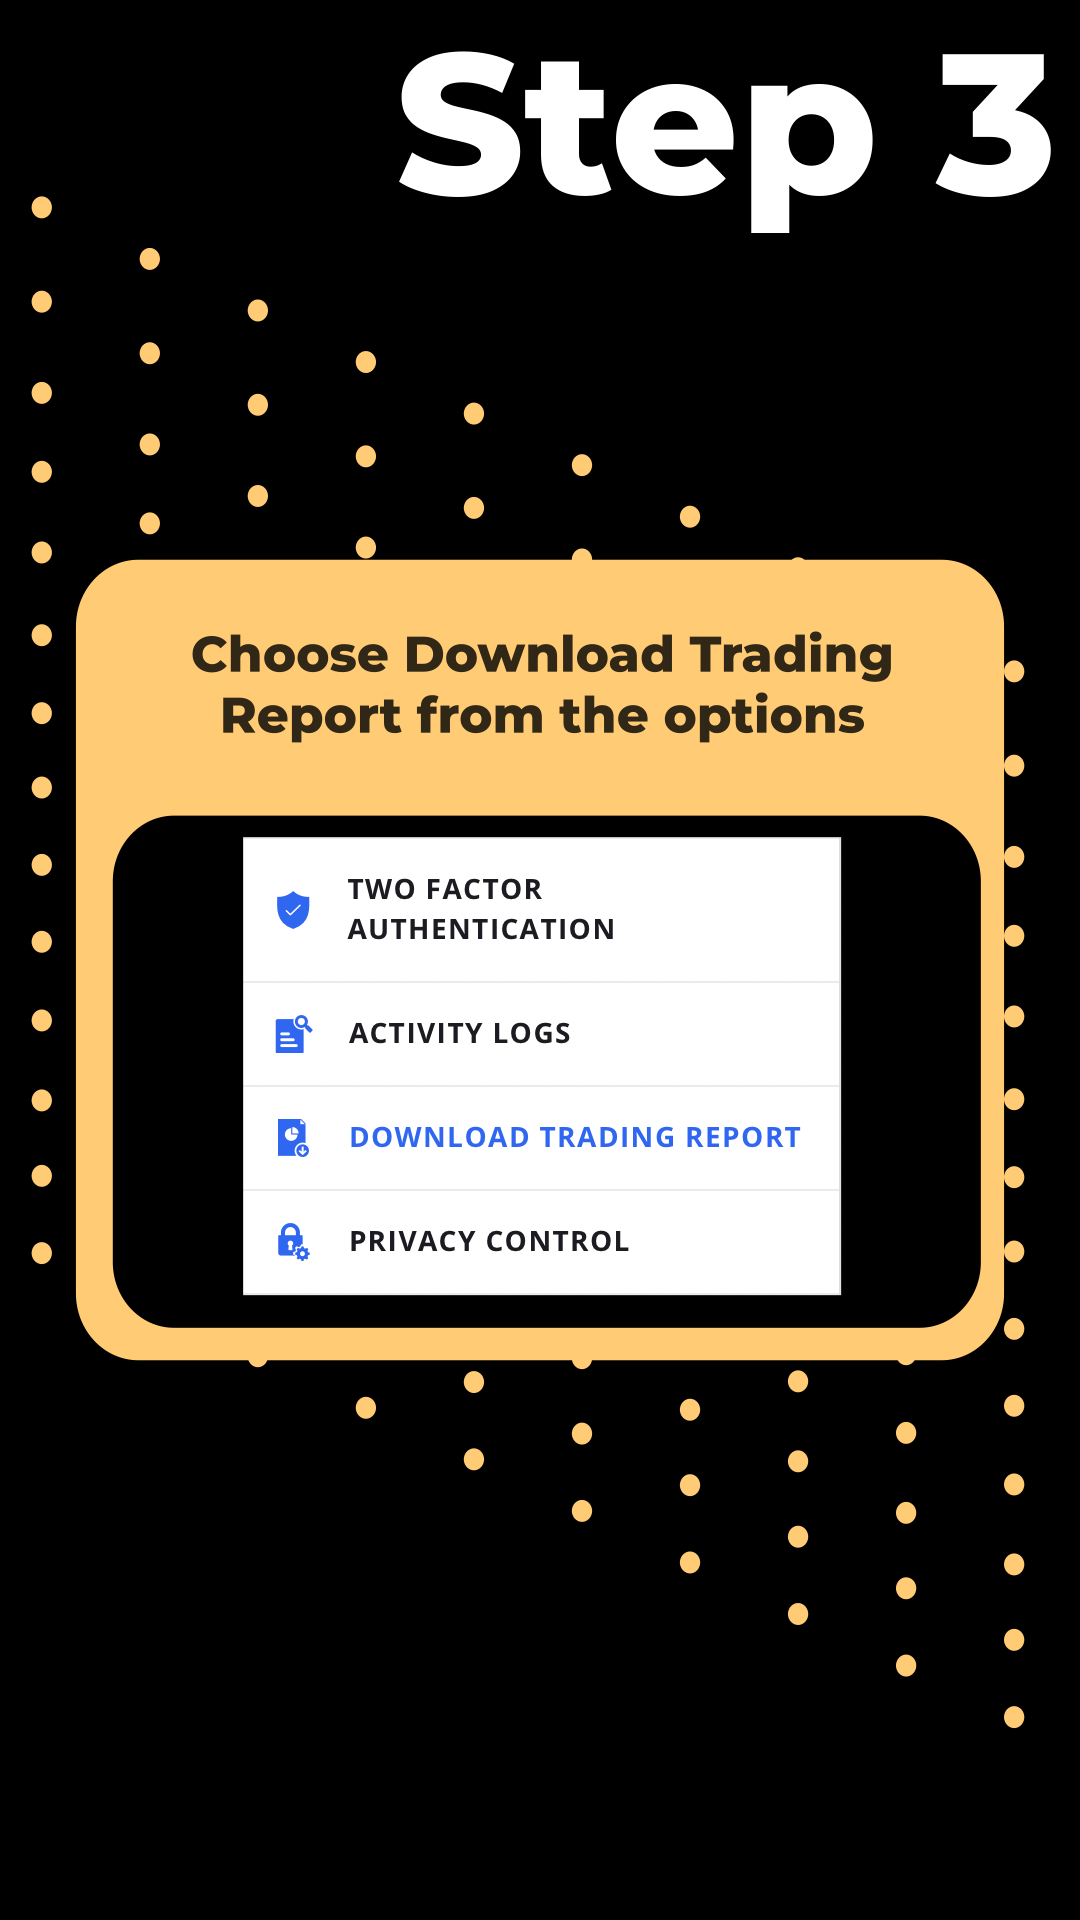 Step 3
Choose Download Trading
Report from the options
TWO FACTOR
AUTHENTICATION
ACTIVITY LOGS
DOWNLOAD TRADING REPORT
PRIVACY CONTROL